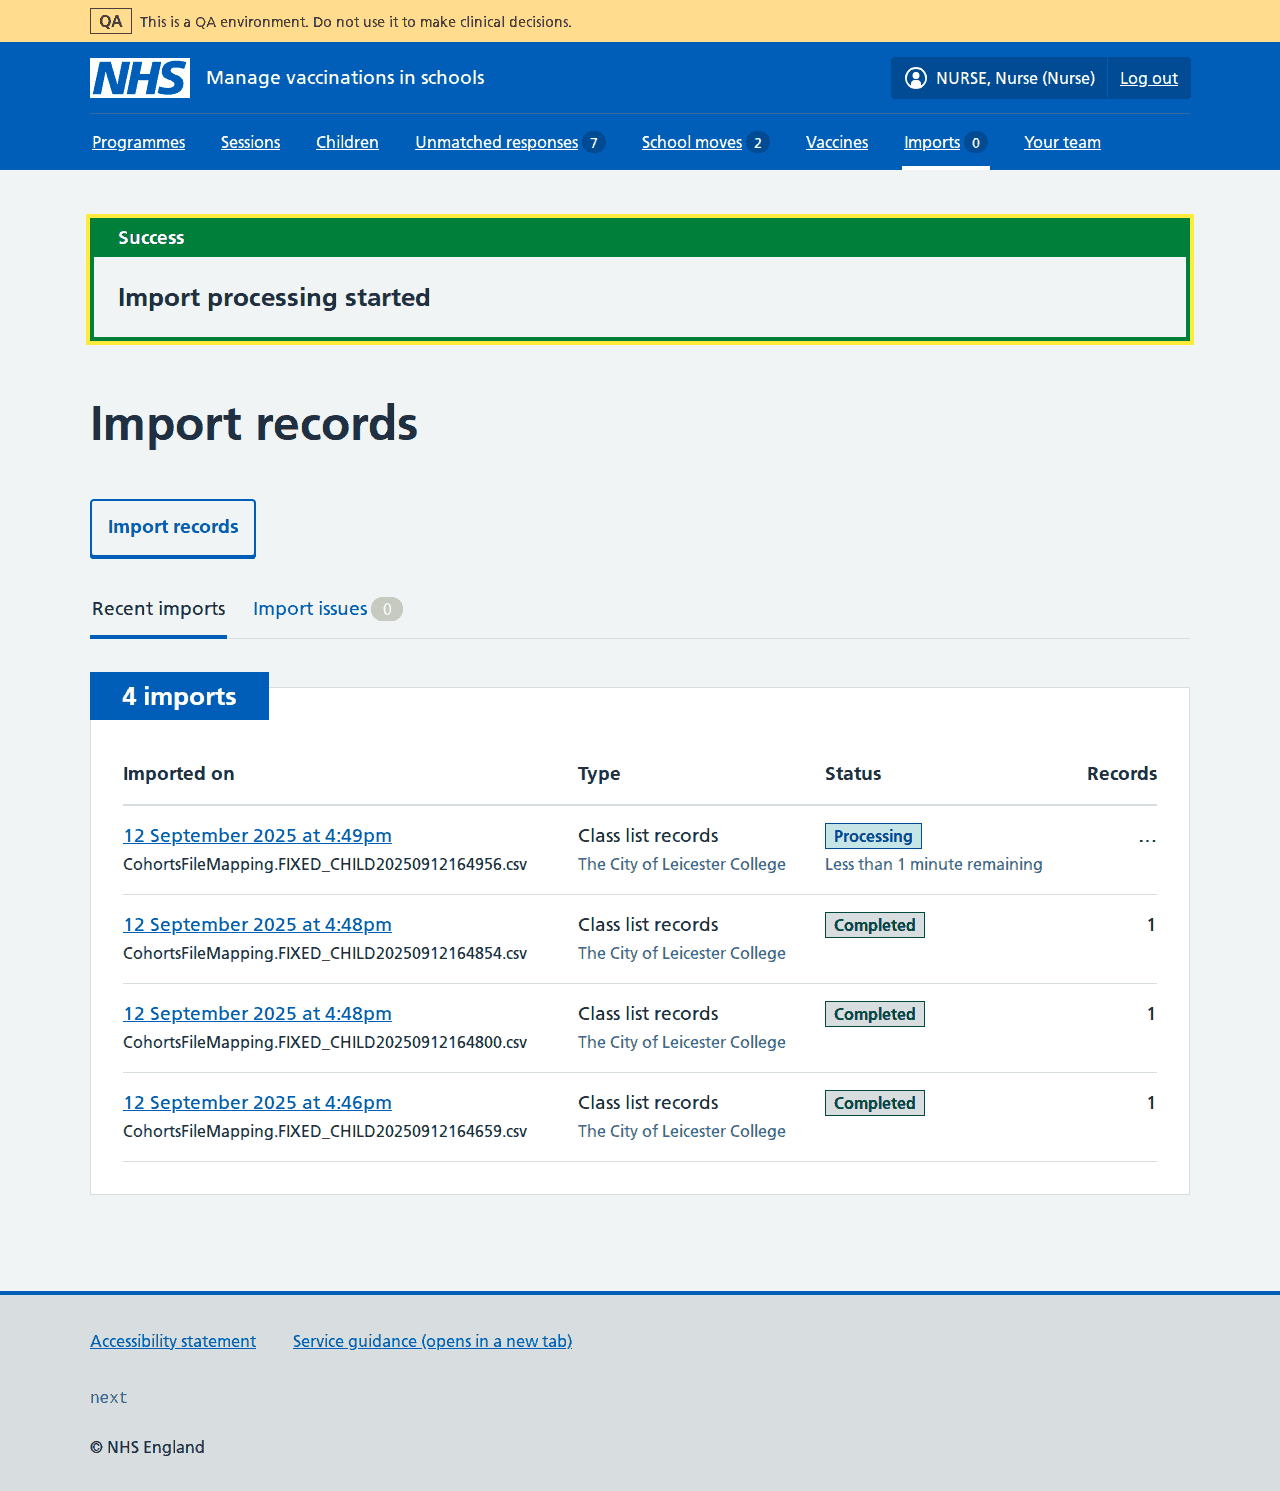 QA This is a QA environment. Do not use it to make clinical decisions.
NHS Manage vaccinations in schools NURSE, Nurse (Nurse) Log out
Programmes Sessions Children Unmatched responses 7 School moves 2 Vaccines Imports 0 Your team
Success
Import processing started
Import records
Import records
Recent imports Import issues 0
4 imports
Imported on Type Status Records
12 September 2025 at 4:49pm Class list records Processing ...
CohortsFileMapping.FIXED_CHILD20250912164956.csv The City of Leicester College Less than 1 minute remaining
12 September 2025 at 4:48pm Class list records Completed 1
CohortsFileMapping.FIXED_CHILD20250912164854.csv The City of Leicester College
12 September 2025 at 4:48pm Class list records Completed 1
CohortsFileMapping.FIXED_CHILD20250912164800.csv The City of Leicester College
12 September 2025 at 4:46pm Class list records Completed 1
CohortsFileMapping.FIXED_CHILD20250912164659.csv The City of Leicester College
Accessibility statement Service guidance (opens in a new tab)
next
© NHS England